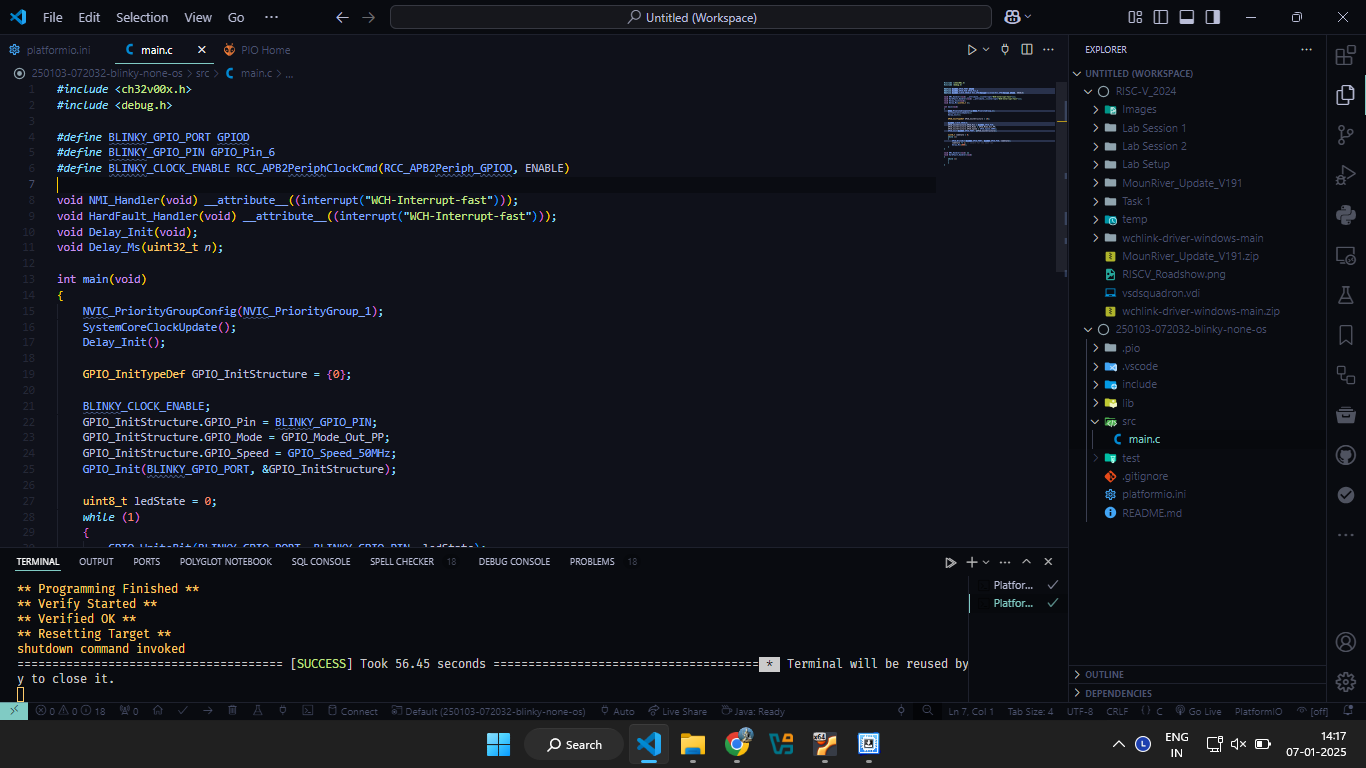 File Edit Selection View Go ··· Untitled (Workspace)
platformio.ini main.c PIO Home
250103-072032-blinky-none-os > src > main.c > ...
1 #include <ch32v00x.h>
2 #include <debug.h>
3
4 #define BLINKY_GPIO_PORT GPIOD
5 #define BLINKY_GPIO_PIN GPIO_Pin_6
6 #define BLINKY_CLOCK_ENABLE RCC_APB2PeriphClockCmd(RCC_APB2Periph_GPIOD, ENABLE)
7
8 void NMI_Handler(void) __attribute__((interrupt("WCH-Interrupt-fast")));
9 void HardFault_Handler(void) __attribute__((interrupt("WCH-Interrupt-fast")));
10 void Delay_Init(void);
11 void Delay_Ms(uint32_t n);
12
13 int main(void)
14 {
15 NVIC_PriorityGroupConfig(NVIC_PriorityGroup_1);
16 SystemCoreClockUpdate();
17 Delay_Init();
18
19 GPIO_InitTypeDef GPIO_InitStructure = {0};
20
21 BLINKY_CLOCK_ENABLE;
22 GPIO_InitStructure.GPIO_Pin = BLINKY_GPIO_PIN;
23 GPIO_InitStructure.GPIO_Mode = GPIO_Mode_Out_PP;
24 GPIO_InitStructure.GPIO_Speed = GPIO_Speed_50MHz;
25 GPIO_Init(BLINKY_GPIO_PORT, &GPIO_InitStructure);
26
27 uint8_t ledState = 0;
28 while (1)
29 {
EXPLORER
UNTITLED (WORKSPACE)
RISC-V_2024
Images
Lab Session 1
Lab Session 2
Lab Setup
MounRiver_Update_V191
Task 1
temp
wchlink-driver-windows-main
MounRiver_Update_V191.zip
RISCV_Roadshow.png
vsdsquadron.vdi
wchlink-driver-windows-main.zip
250103-072032-blinky-none-os
.pio
.vscode
include
lib
src
main.c
test
.gitignore
platformio.ini
README.md
OUTLINE
DEPENDENCIES
TERMINAL OUTPUT PORTS POLYGLOT NOTEBOOK SQL CONSOLE SPELL CHECKER 18 DEBUG CONSOLE PROBLEMS 18
** Programming Finished **
** Verify Started **
** Verified OK **
** Resetting Target **
shutdown command invoked
====================================== [SUCCESS] Took 56.45 seconds ====================================== * Terminal will be reused by
y to close it.
Platfor...
Platfor...
0 0 18 0 Connect Default (250103-072032-blinky-none-os) Auto Live Share Java: Ready Ln 7, Col 1 Tab Size: 4 UTF-8 CRLF {} C Go Live PlatformIO [off]
Search
L ENG
IN
14:17
07-01-2025